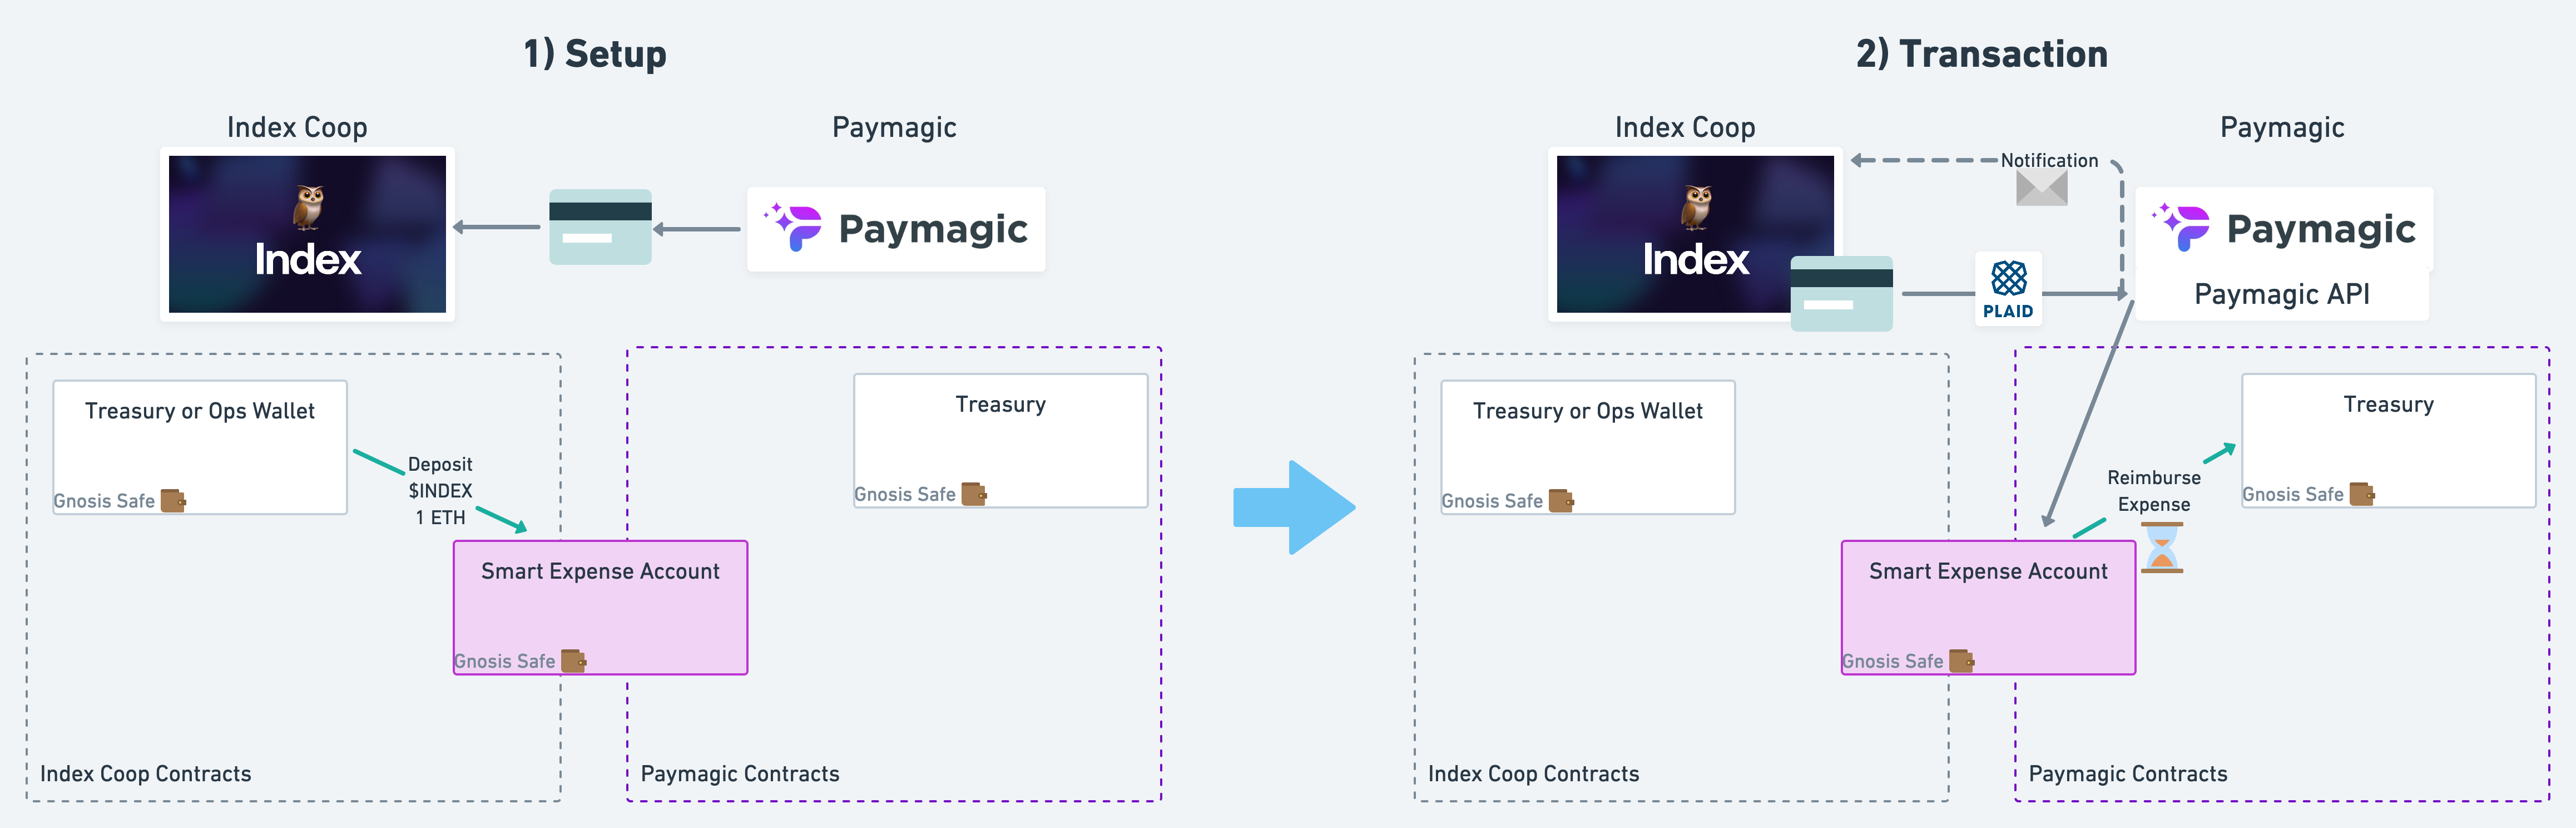 1) Setup
Index Coop
Paymagic
Index
Paymagic
Treasury or Ops Wallet
Gnosis Safe
Deposit
$INDEX
1 ETH
Treasury
Gnosis Safe
Smart Expense Account
Gnosis Safe
Index Coop Contracts
Paymagic Contracts
2) Transaction
Index Coop
Paymagic
Index
Notification
PLAID
Paymagic
Paymagic API
Treasury or Ops Wallet
Gnosis Safe
Treasury
Gnosis Safe
Reimburse
Expense
Smart Expense Account
Gnosis Safe
Index Coop Contracts
Paymagic Contracts